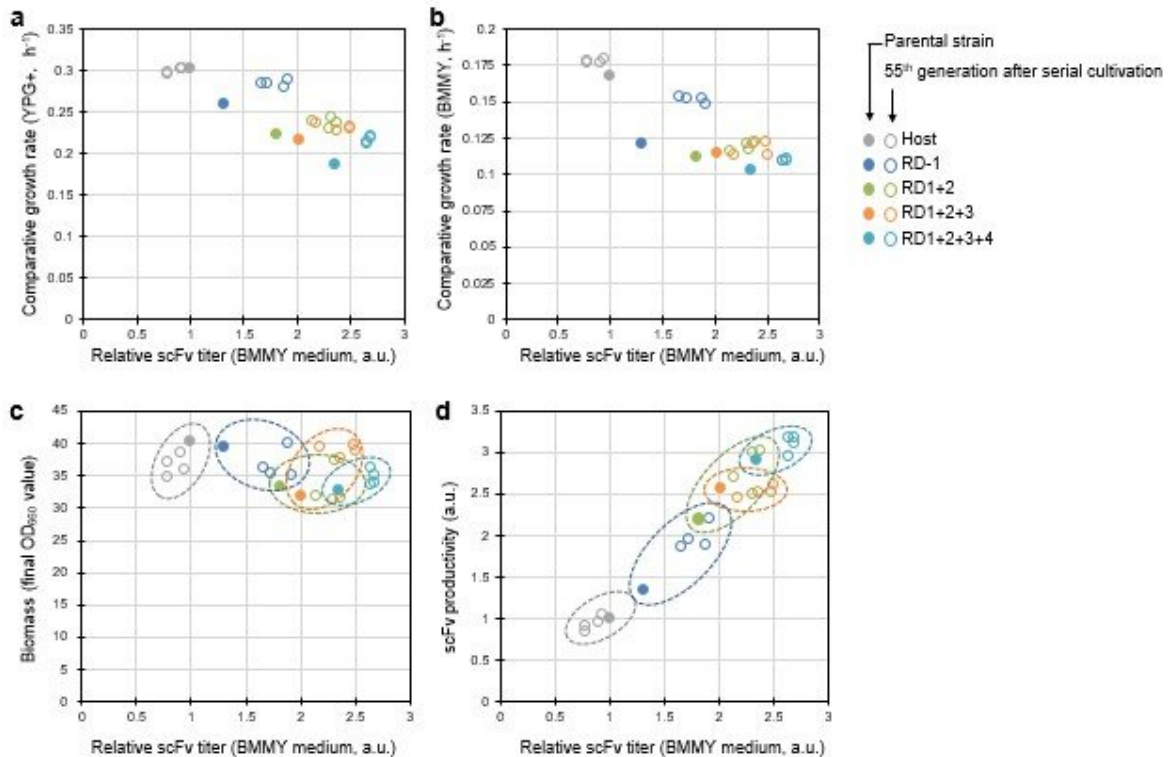 a
Comparative growth rate (YPG+, h-1)
0.35
0.3
0.25
0.2
0.15
0.1
0.05
0
0 0.5 1 1.5 2 2.5 3
Relative scFv titer (BMMY medium, a.u.)
b
Comparative growth rate (BMMY, h-1)
0.2
0.175
0.15
0.125
0.1
0.075
0.05
0.025
0
0 0.5 1 1.5 2 2.5 3
Relative scFv titer (BMMY medium, a.u.)
Parental strain
55th generation after serial cultivation
Host
RD-1
RD1+2
RD1+2+3
RD1+2+3+4
c
Biomass (final OD660 value)
45
40
35
30
25
20
15
10
5
0
0 0.5 1 1.5 2 2.5 3
Relative scFv titer (BMMY medium, a.u.)
d
scFv productivity (a.u.)
3.5
3
2.5
2
1.5
1
0.5
0
0 0.5 1 1.5 2 2.5 3
Relative scFv titer (BMMY medium, a.u.)